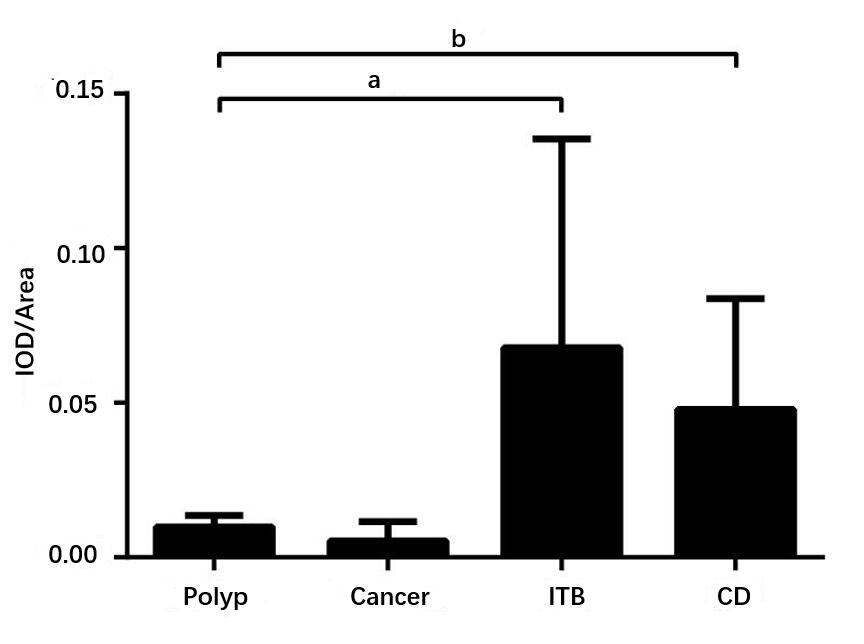 b
a
0.15
0.10
0.05
0.00
IOD/Area
Polyp Cancer ITB CD